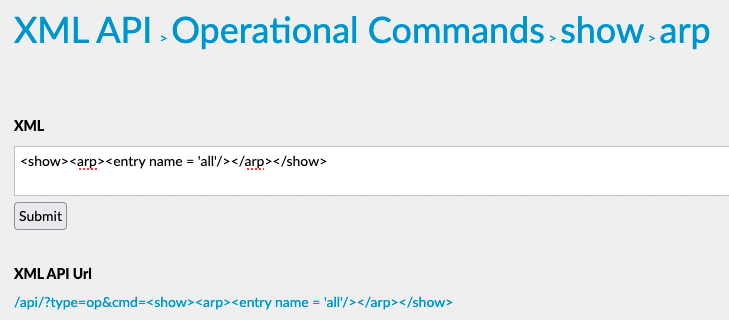 XML API > Operational Commands > show > arp
XML
<show><arp><entry name = 'all'/></arp></show>
Submit
XML API Url
/api/?type=op&cmd=<show><arp><entry name = 'all'/></arp></show>